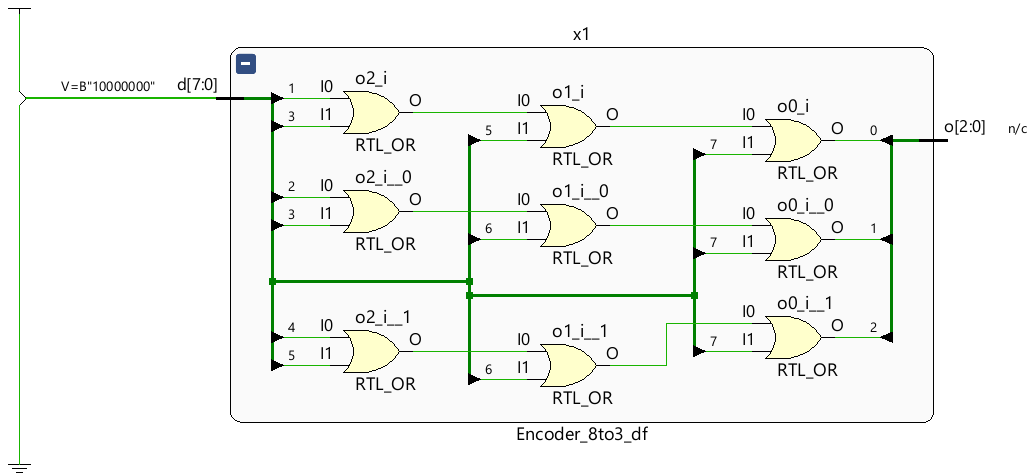 x1
V=B"10000000"
d[7:0]
1
I0
o2_i
O
3
I1
RTL_OR
I0
o1_i
O
5
I1
RTL_OR
I0
o0_i
O
0
7
I1
RTL_OR
o[2:0]
n/c
2
I0
o2_i__0
O
3
I1
RTL_OR
I0
o1_i__0
O
6
I1
RTL_OR
I0
o0_i__0
O
1
7
I1
RTL_OR
4
I0
o2_i__1
O
5
I1
RTL_OR
I0
o1_i__1
O
6
I1
RTL_OR
I0
o0_i__1
O
2
7
I1
RTL_OR
Encoder_8to3_df